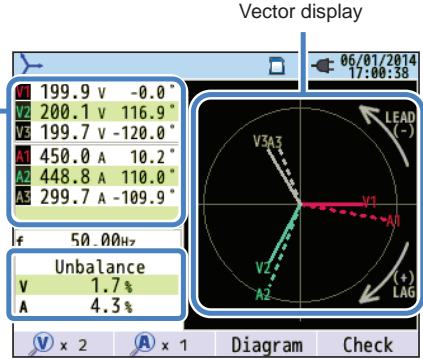 Vector display
06/01/2014
17:00:38
V1 199.9 V -0.0°
V2 200.1 V 116.9°
V3 199.7 V -120.0°
A1 450.0 A 10.2°
A2 448.8 A 110.0°
A3 299.7 A -109.9°
f 50.00Hz
Unbalance
V 1.7%
A 4.3%
LEAD
(-)
V3 A3
V1
A1
V2
A2
(+)
LAG
V x 2 A x 1 Diagram Check